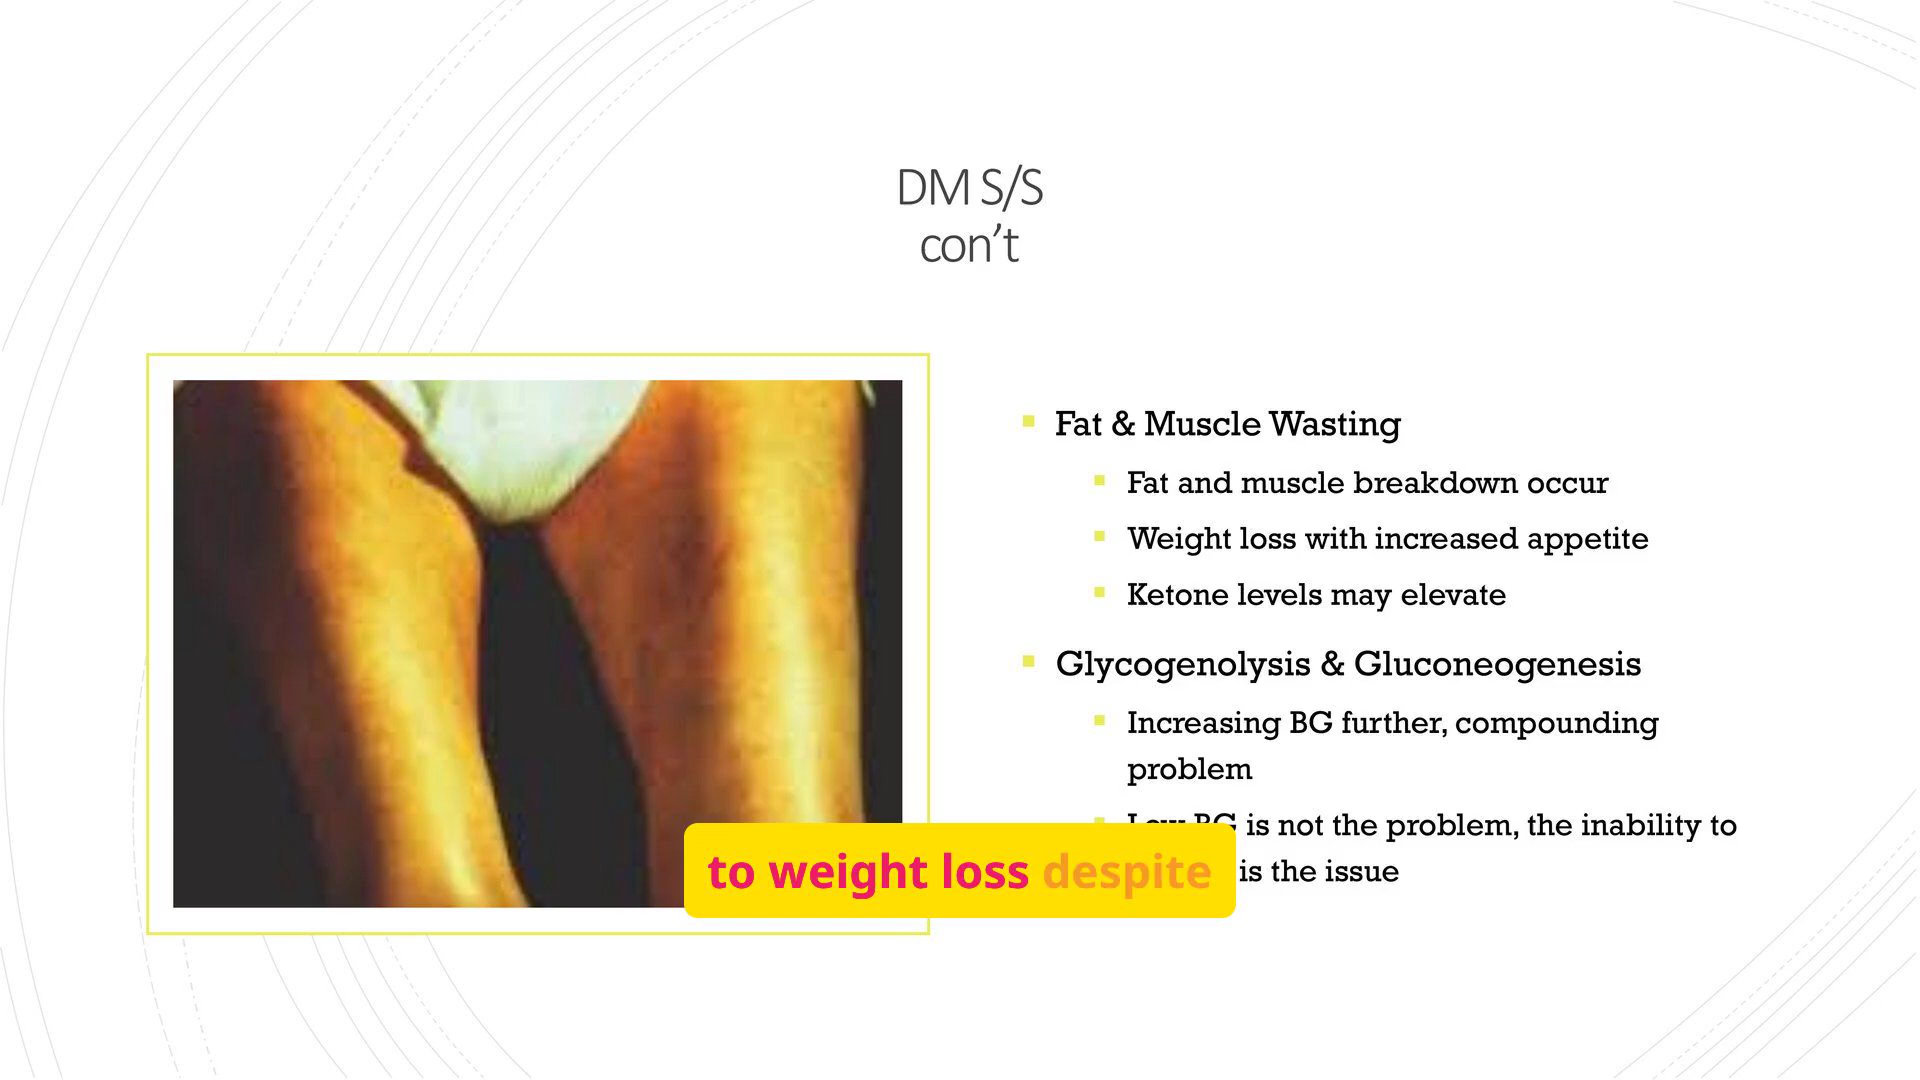 DM S/S
con’t
Fat & Muscle Wasting
Fat and muscle breakdown occur
Weight loss with increased appetite
Ketone levels may elevate
Glycogenolysis & Gluconeogenesis
Increasing BG further, compounding
problem
Low BG is not the problem, the inability to
is the issue
to weight loss despite